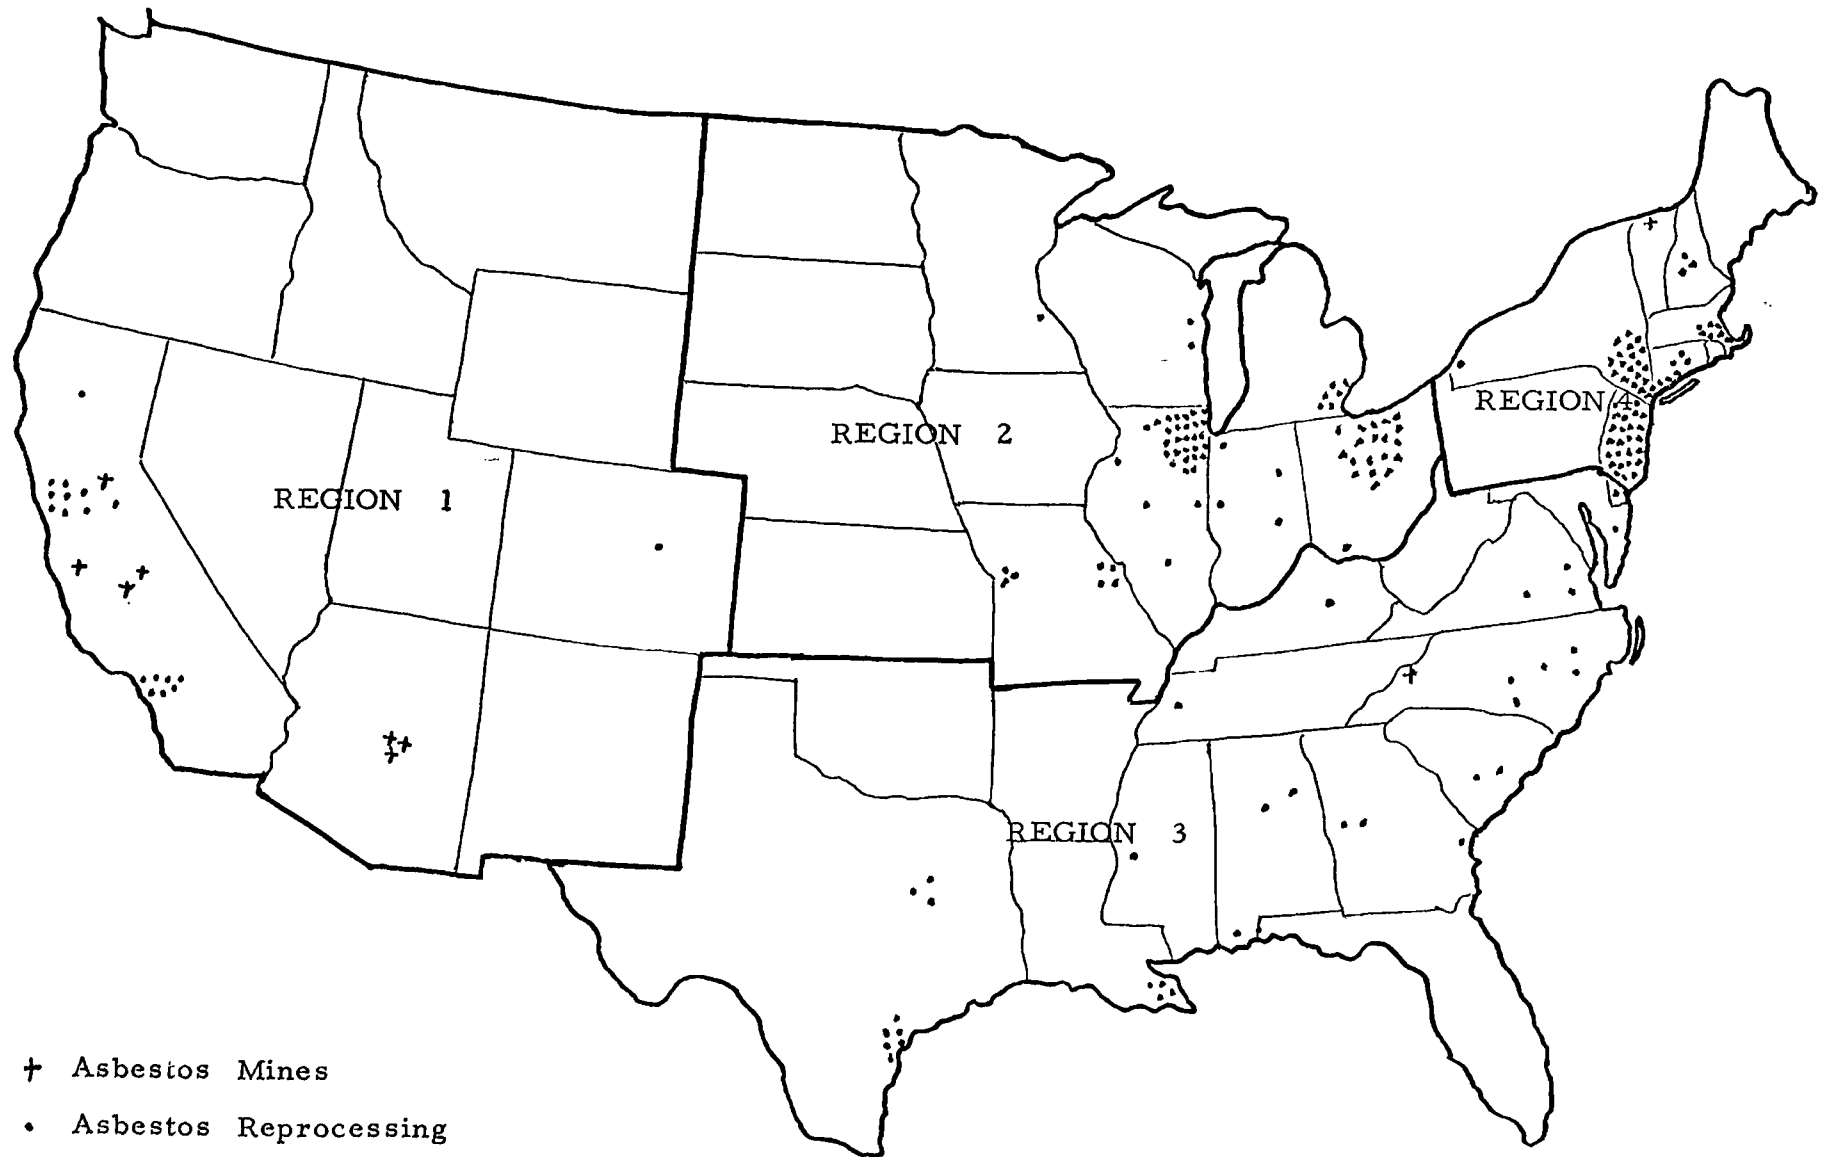 REGION 4
REGION 2
REGION 1
REGION 3
Asbestos Mines
Asbestos Reprocessing